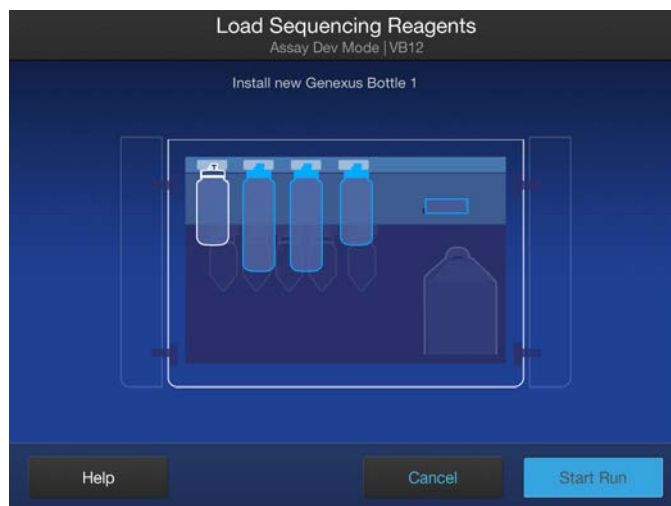 Load Sequencing Reagents
Assay Dev Mode | VB12
Install new Genexus Bottle 1
Help
Cancel
Start Run